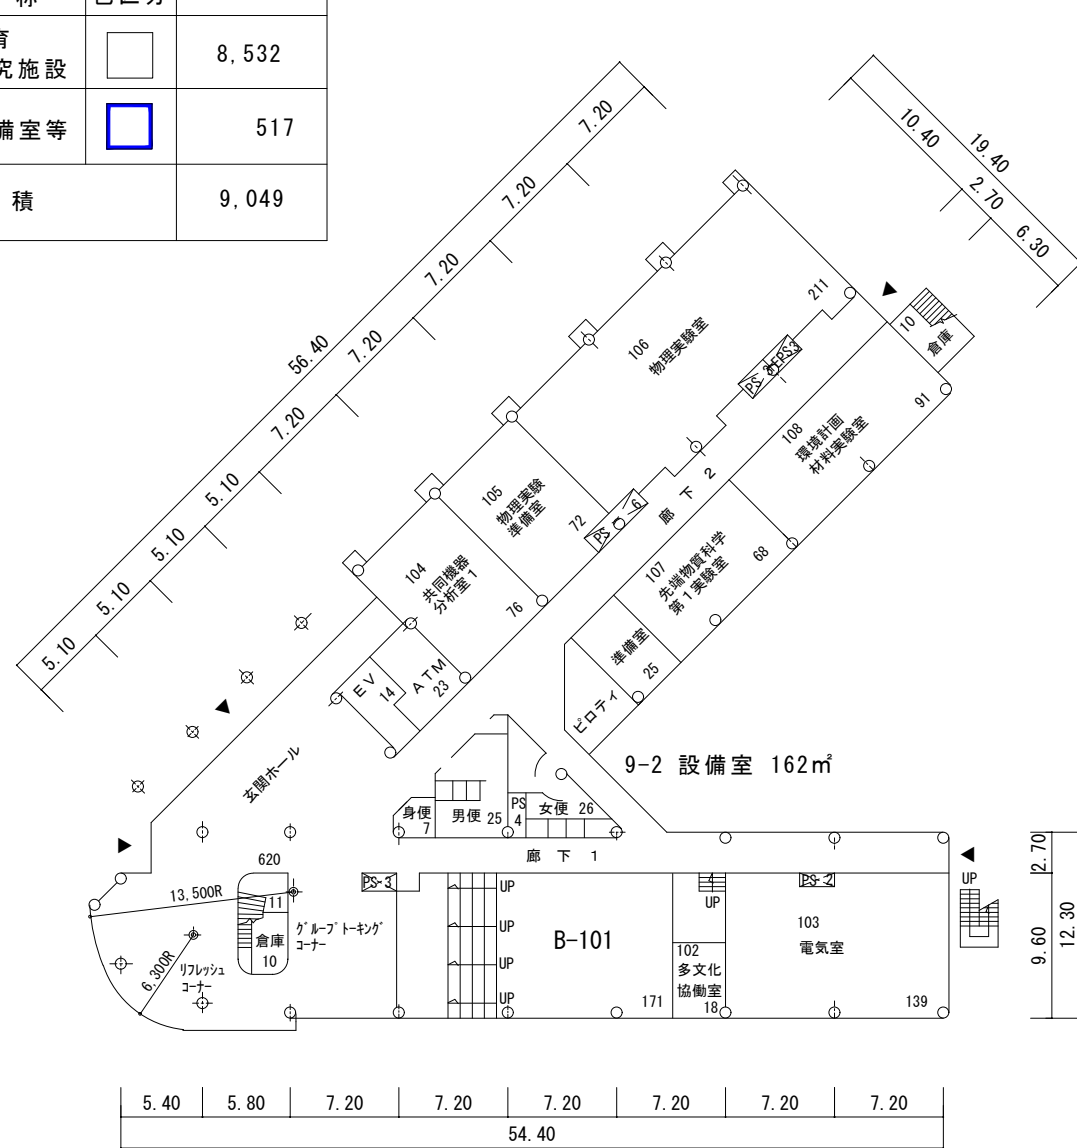 称 色区分
育
究施設 8,532
備室等 517
積 9,049
7.20
7.20
7.20
7.20
7.20
5.10
5.10
5.10
5.10
56.40
10.40
2.70
6.30
19.40
106
物理実験室
211
PS-3
EPS3
10
倉庫
105
物理実験
準備室
72
PS-1~6
廊下2
108
環境計画
材料実験室
91
104
共同機器
分析室1
76
107
先端物質科学
第1実験室
68
準備室
25
ピロティ
EV
14
ATM
23
玄関ホール
9-2 設備室 162㎡
身便
7
男便 25
PS
4
女便 26
廊下1
620
13,500R
6,300R
11
倉庫
10
リフレッシュ
コーナー
グループトーキング
コーナー
PS-3
UP
UP
UP
UP
B-101
171
UP
102
多文化
協働室
18
PS-2
103
電気室
139
UP
2.70
9.60
12.30
5.40 5.80 7.20 7.20 7.20 7.20 7.20 7.20
54.40